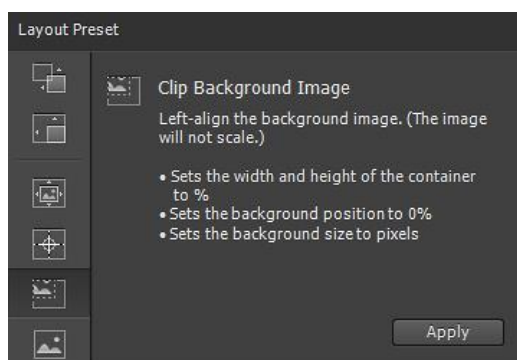 Layout Preset
Clip Background Image
Left-align the background image. (The image
will not scale.)
• Sets the width and height of the container
to %
• Sets the background position to 0%
• Sets the background size to pixels
Apply